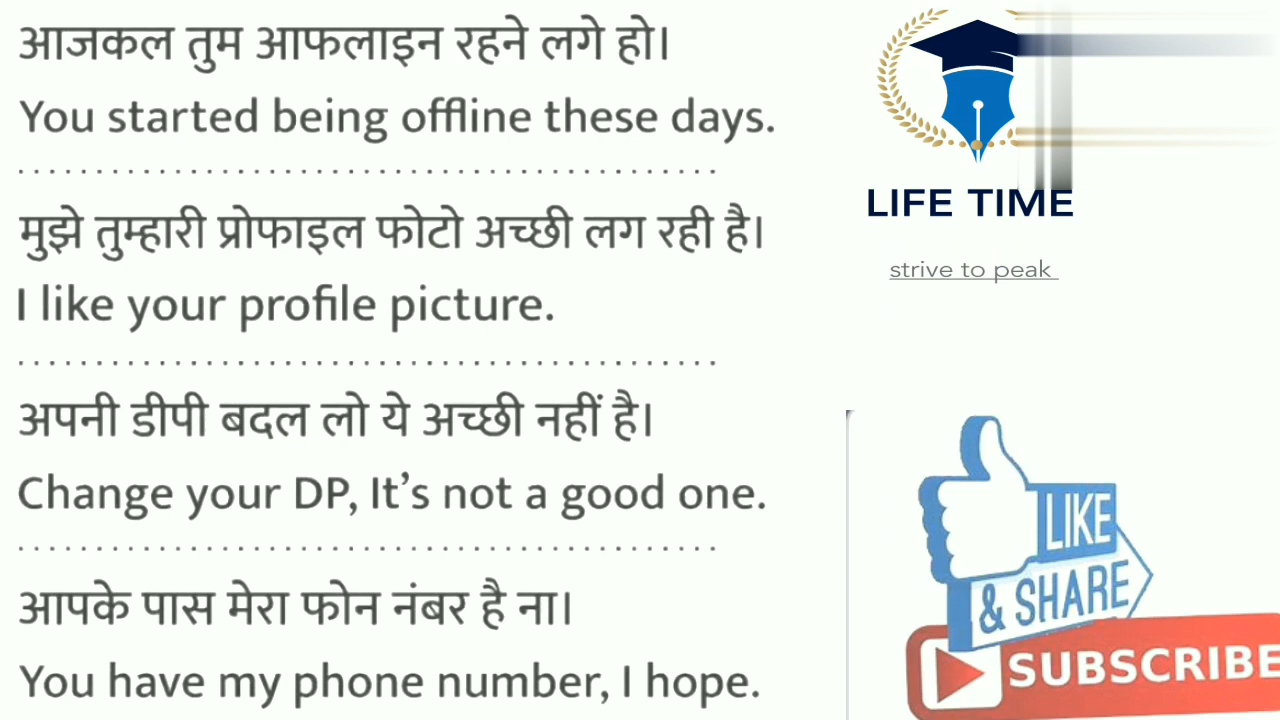 आजकल तुम आफलाइन रहने लगे हो।
You started being offline these days.
मुझे तुम्हारी प्रोफाइल फोटो अच्छी लग रही है।
I like your profile picture.
अपनी डीपी बदल लो ये अच्छी नहीं है।
Change your DP, It’s not a good one.
आपके पास मेरा फोन नंबर है ना।
You have my phone number, I hope.
LIFE TIME
strive to peak
LIKE
& SHARE
SUBSCRIBE